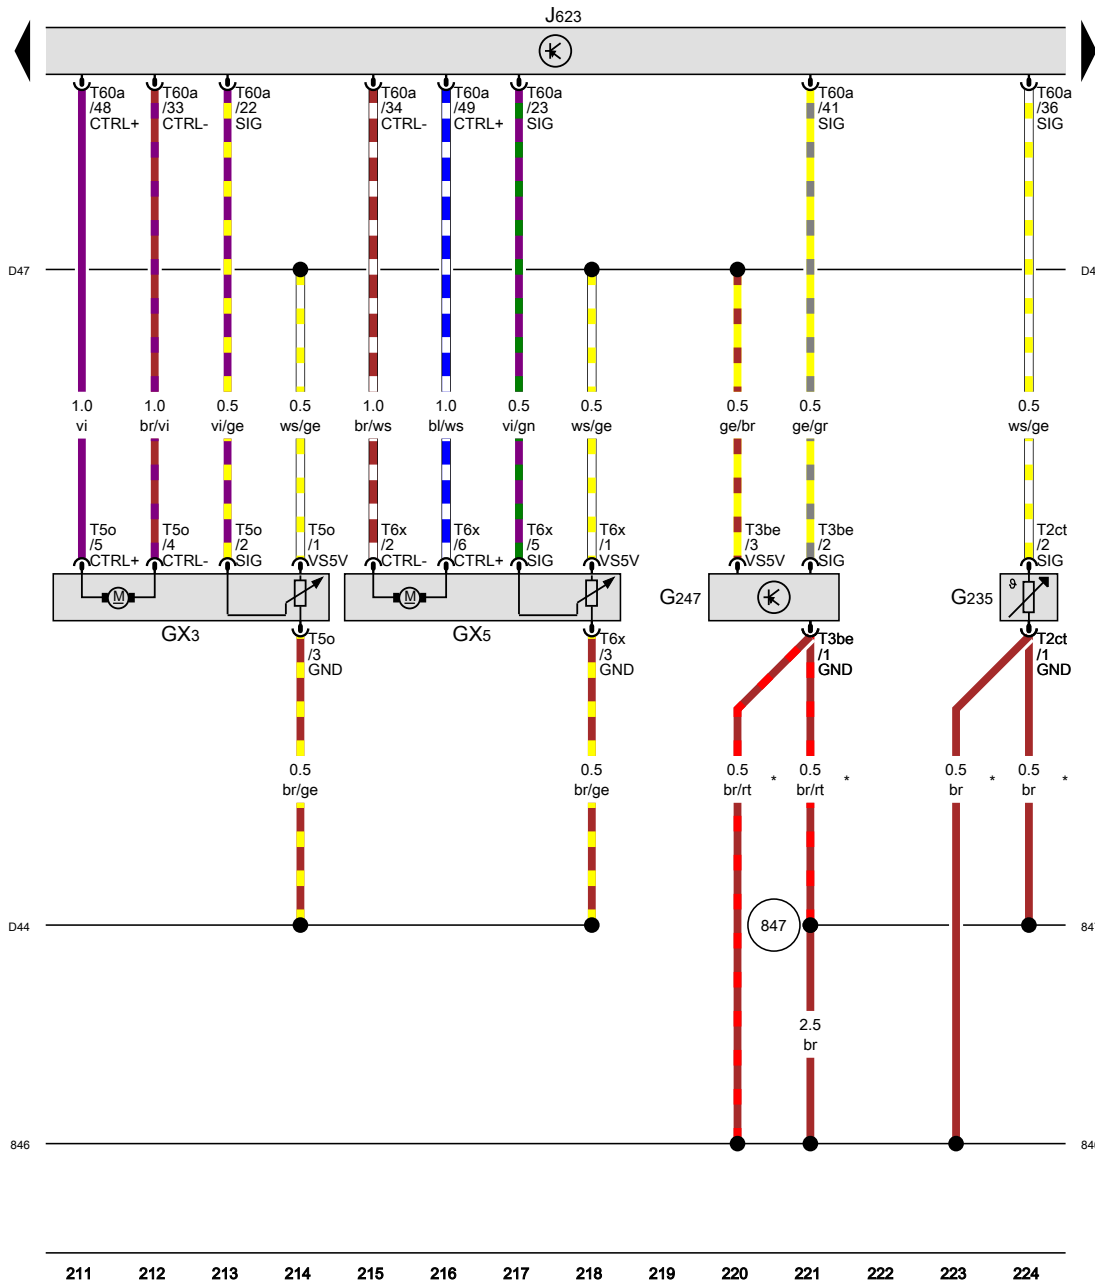 J623
T60a
/48
CTRL+
T60a
/33
CTRL-
T60a
/22
SIG
T60a
/34
CTRL-
T60a
/49
CTRL+
T60a
/23
SIG
T60a
/41
SIG
T60a
/36
SIG
D47
D4
1.0
vi
1.0
br/vi
0.5
vi/ge
0.5
ws/ge
1.0
br/ws
1.0
bl/ws
0.5
vi/gn
0.5
ws/ge
0.5
ge/br
0.5
ge/gr
0.5
ws/ge
T5o
/5
CTRL+
T5o
/4
CTRL-
T5o
/2
SIG
T5o
/1
VS5V
T6x
/2
CTRL-
T6x
/6
CTRL+
T6x
/5
SIG
T6x
/1
VS5V
T3be
/3
VS5V
T3be
/2
SIG
T2ct
/2
SIG
M
M
G247
G235
ϑ
GX3
GX5
T5o
/3
GND
T6x
/3
GND
T3be
/1
GND
T2ct
/1
GND
0.5
br/ge
0.5
br/ge
0.5
br/rt
*
0.5
br/rt
*
0.5
br
*
0.5
br
*
D44
847
847
2.5
br
846
846
211 212 213 214 215 216 217 218 219 220 221 222 223 224